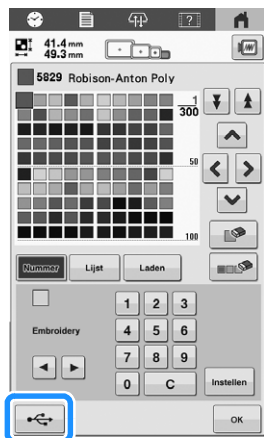 ?
41.4 mm
49.3 mm
5829 Robison-Anton Poly
1
300
50
100
Nummer Lijst Laden
1 2 3
Embroidery 4 5 6
7 8 9
0 C Instellen
OK